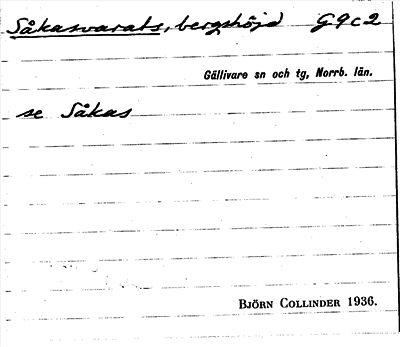 Såkasvarats, bergshöjd G9c2
Gällivare sn och tg, Norrb. län.
se Såkas
BJÖRN COLLINDER 1936.